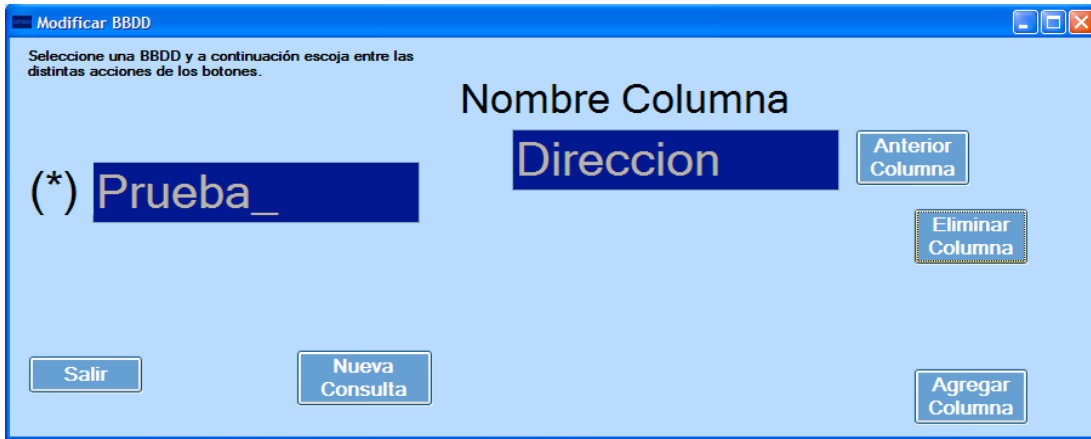 Modificar BBDD
Seleccione una BBDD y a continuación escoja entre las
distintas acciones de los botones.
Nombre Columna
Direccion
Anterior
Columna
(*) Prueba_
Eliminar
Columna
Salir
Nueva
Consulta
Agregar
Columna